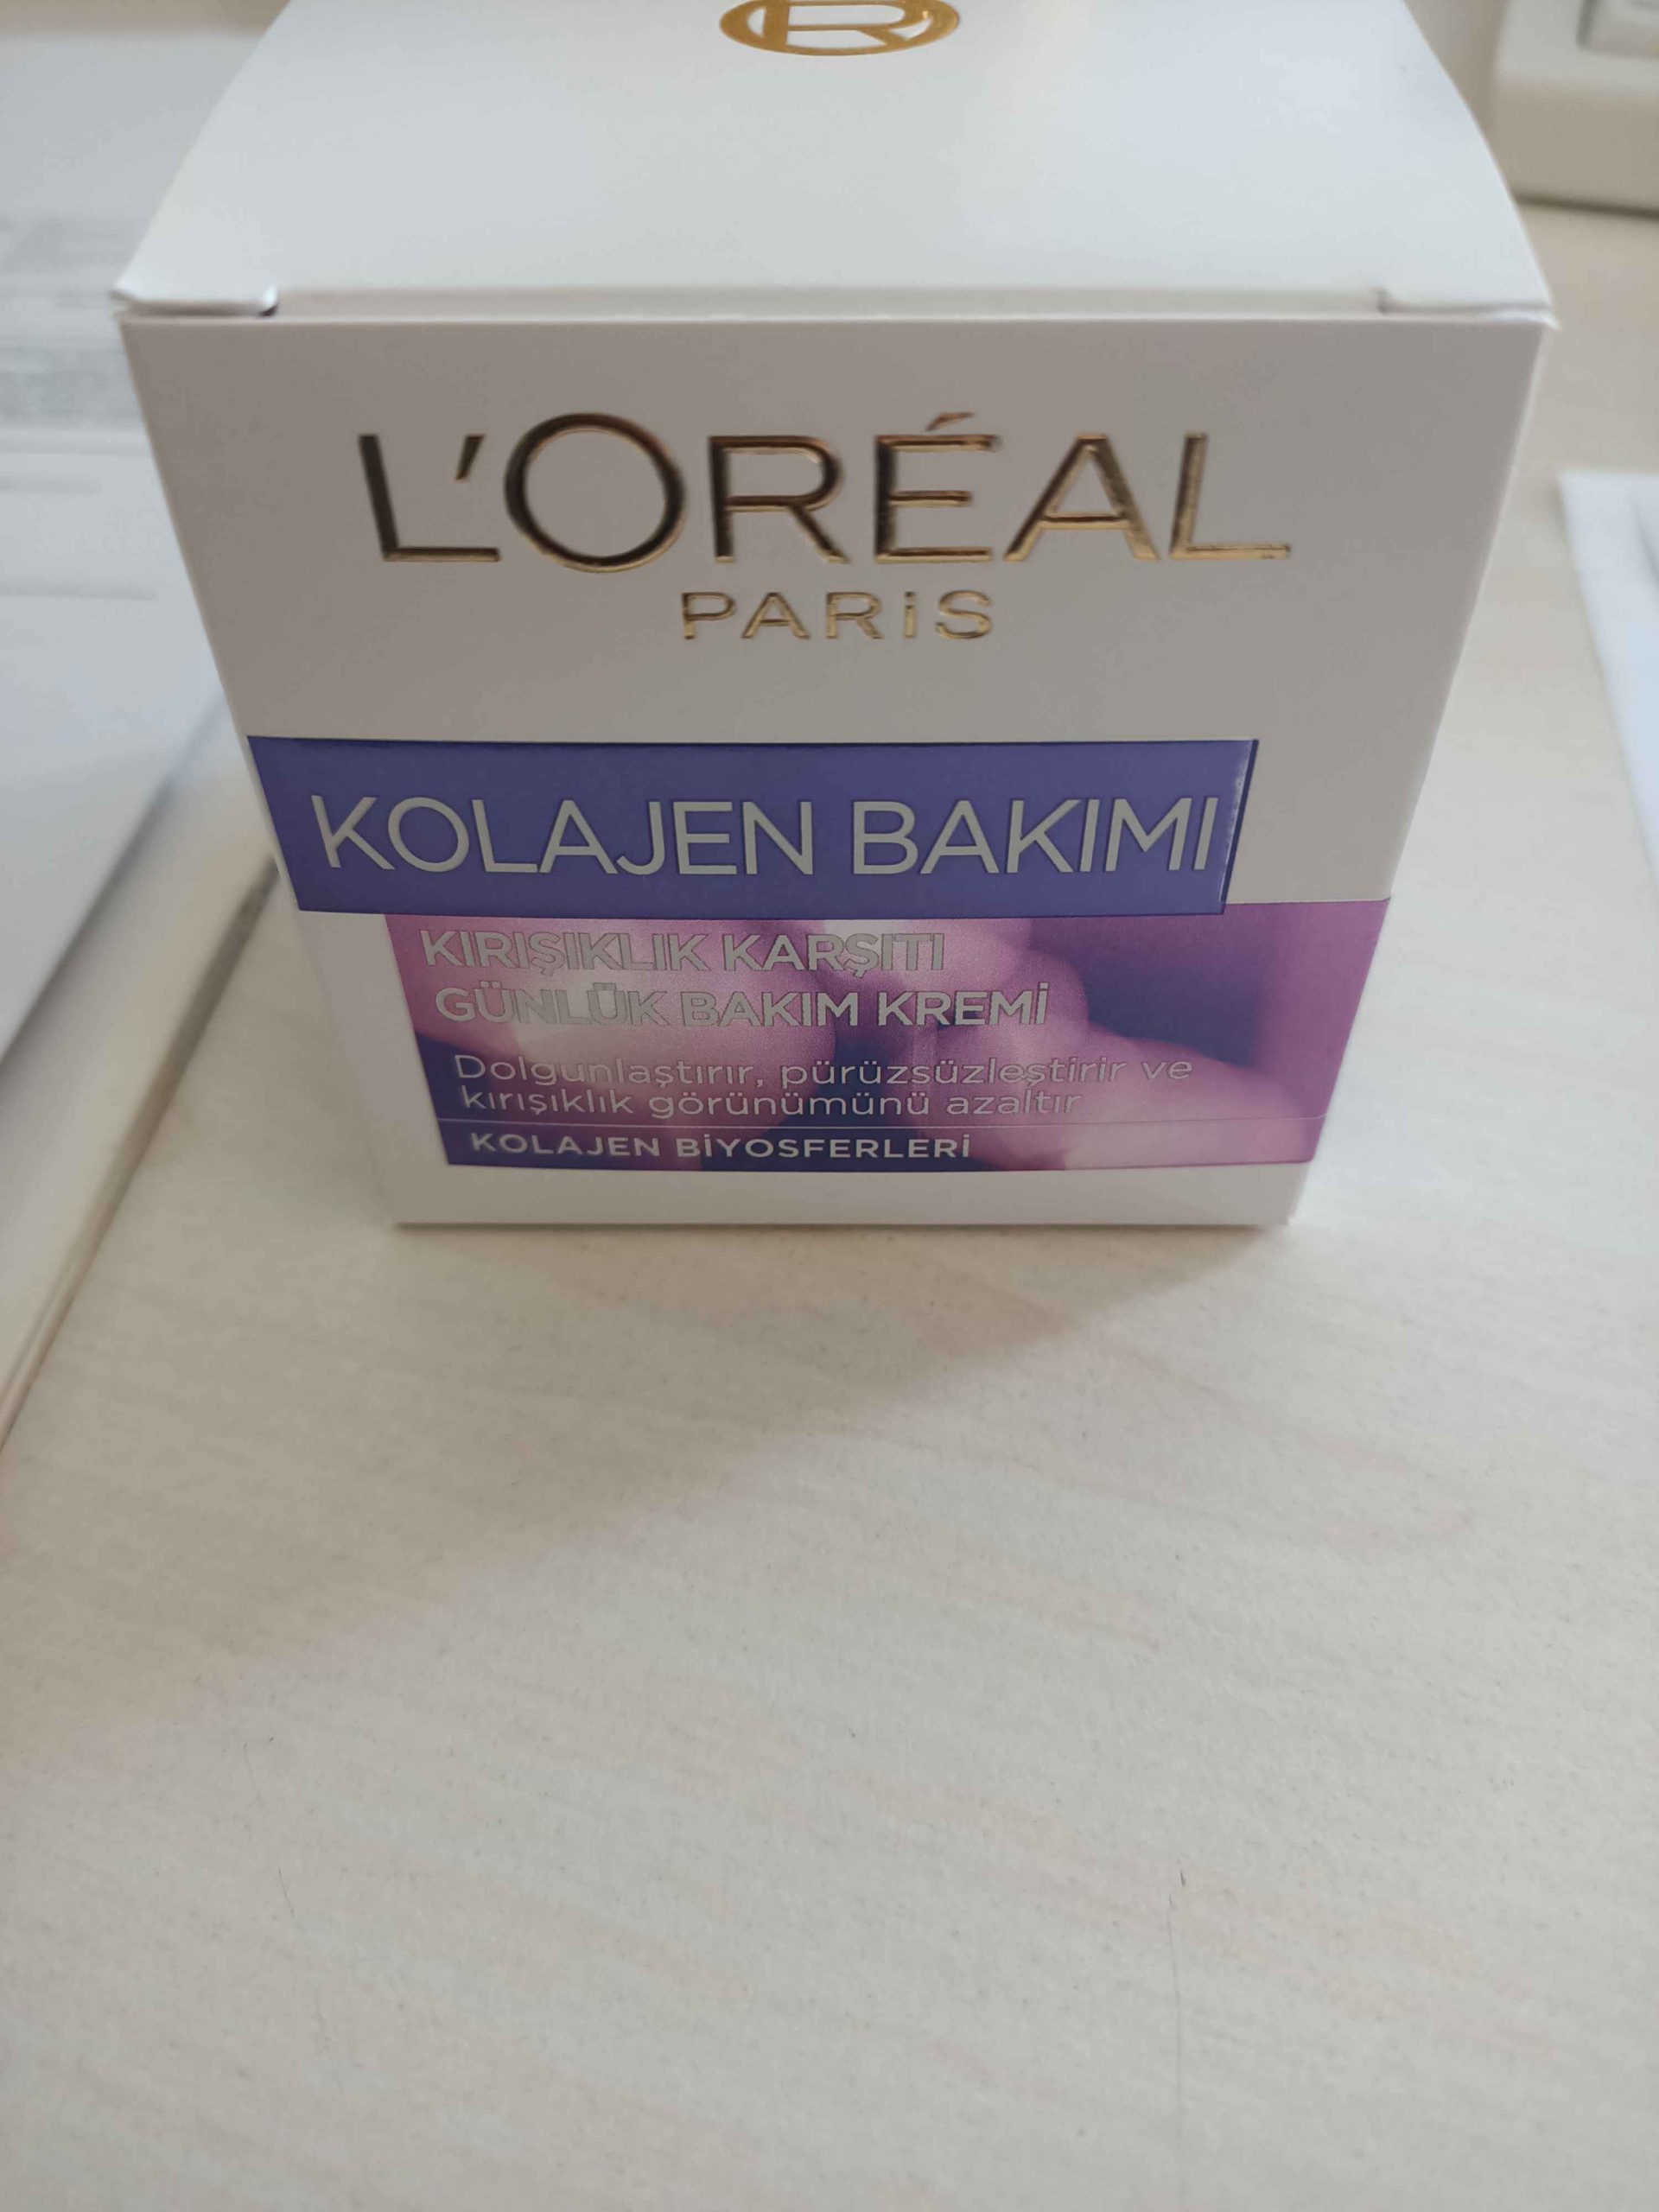 L'ORÉAL
PARiS
KOLAJEN BAKIMI
KIRIŞIKLIK KARŞITI
GÜNLÜK BAKIM KREMİ
Dolgunlaştırır, pürüzsüzleştirir ve
kırışıklık görünümünü azaltır
KOLAJEN BİYOSFERLERİ